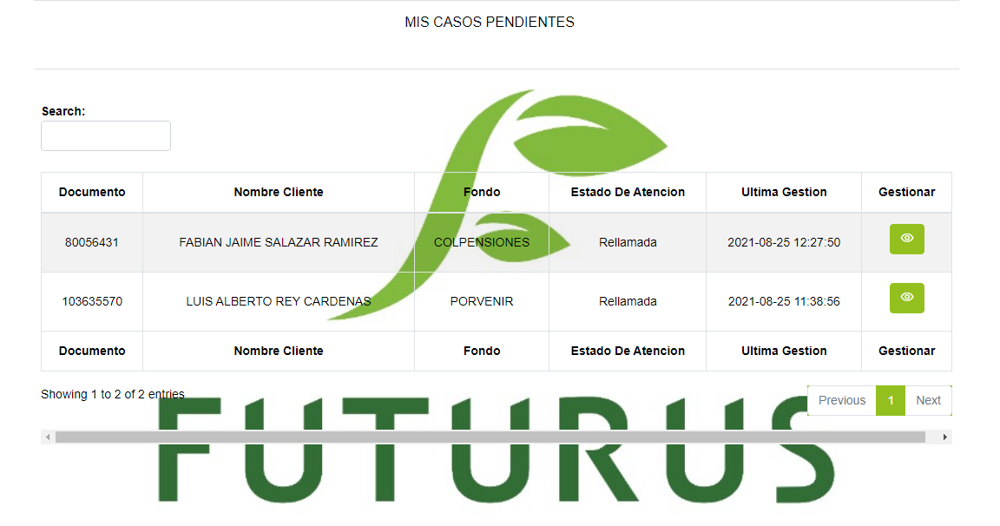 MIS CASOS PENDIENTES
Search:
Documento Nombre Cliente Fondo Estado De Atencion Ultima Gestion Gestionar
80056431 FABIAN JAIME SALAZAR RAMIREZ COLPENSIONES Rellamada 2021-08-25 12:27:50
103635570 LUIS ALBERTO REY CARDENAS PORVENIR Rellamada 2021-08-25 11:38:56
Documento Nombre Cliente Fondo Estado De Atencion Ultima Gestion Gestionar
Showing 1 to 2 of 2 entries Previous 1 Next
FUTURUS